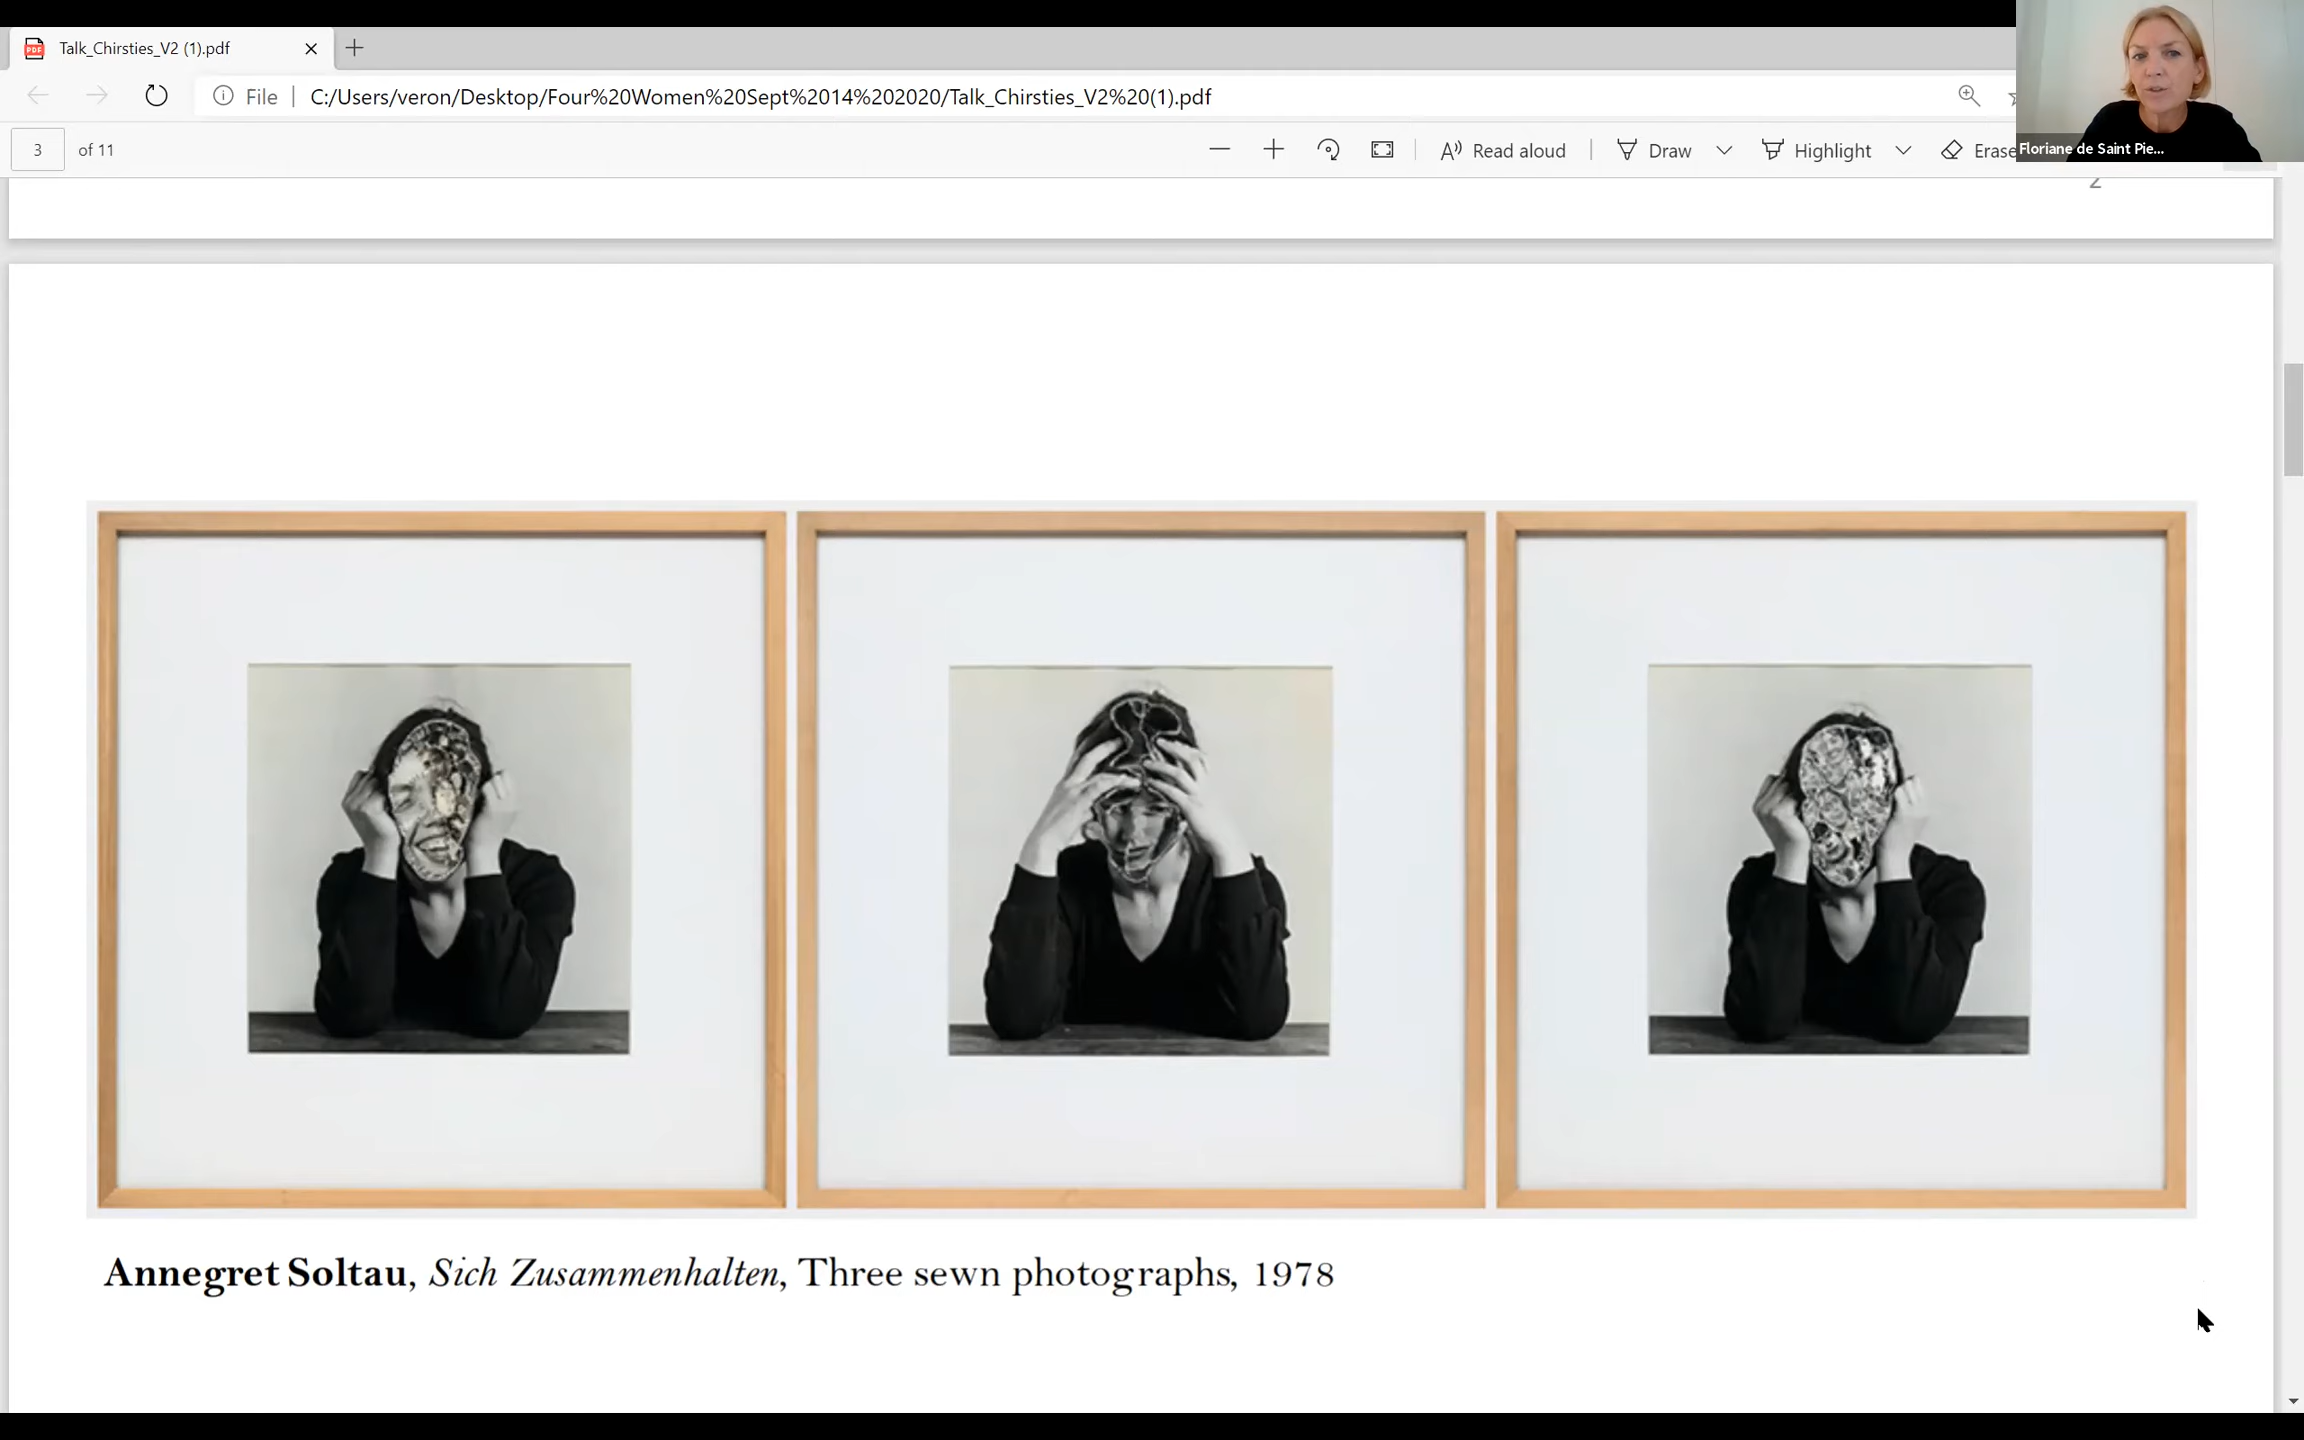 Talk_Chirsties_V2 (1).pdf
File
C:/Users/veron/Desktop/Four%20Women%20Sept%2014%202020/Talk_Chirsties_V2%20(1).pdf
3 of 11
Read aloud
Draw
Highlight
Erase
Floriane de Saint Pie...
2
Annegret Soltau, Sich Zusammenhalten, Three sewn photographs, 1978